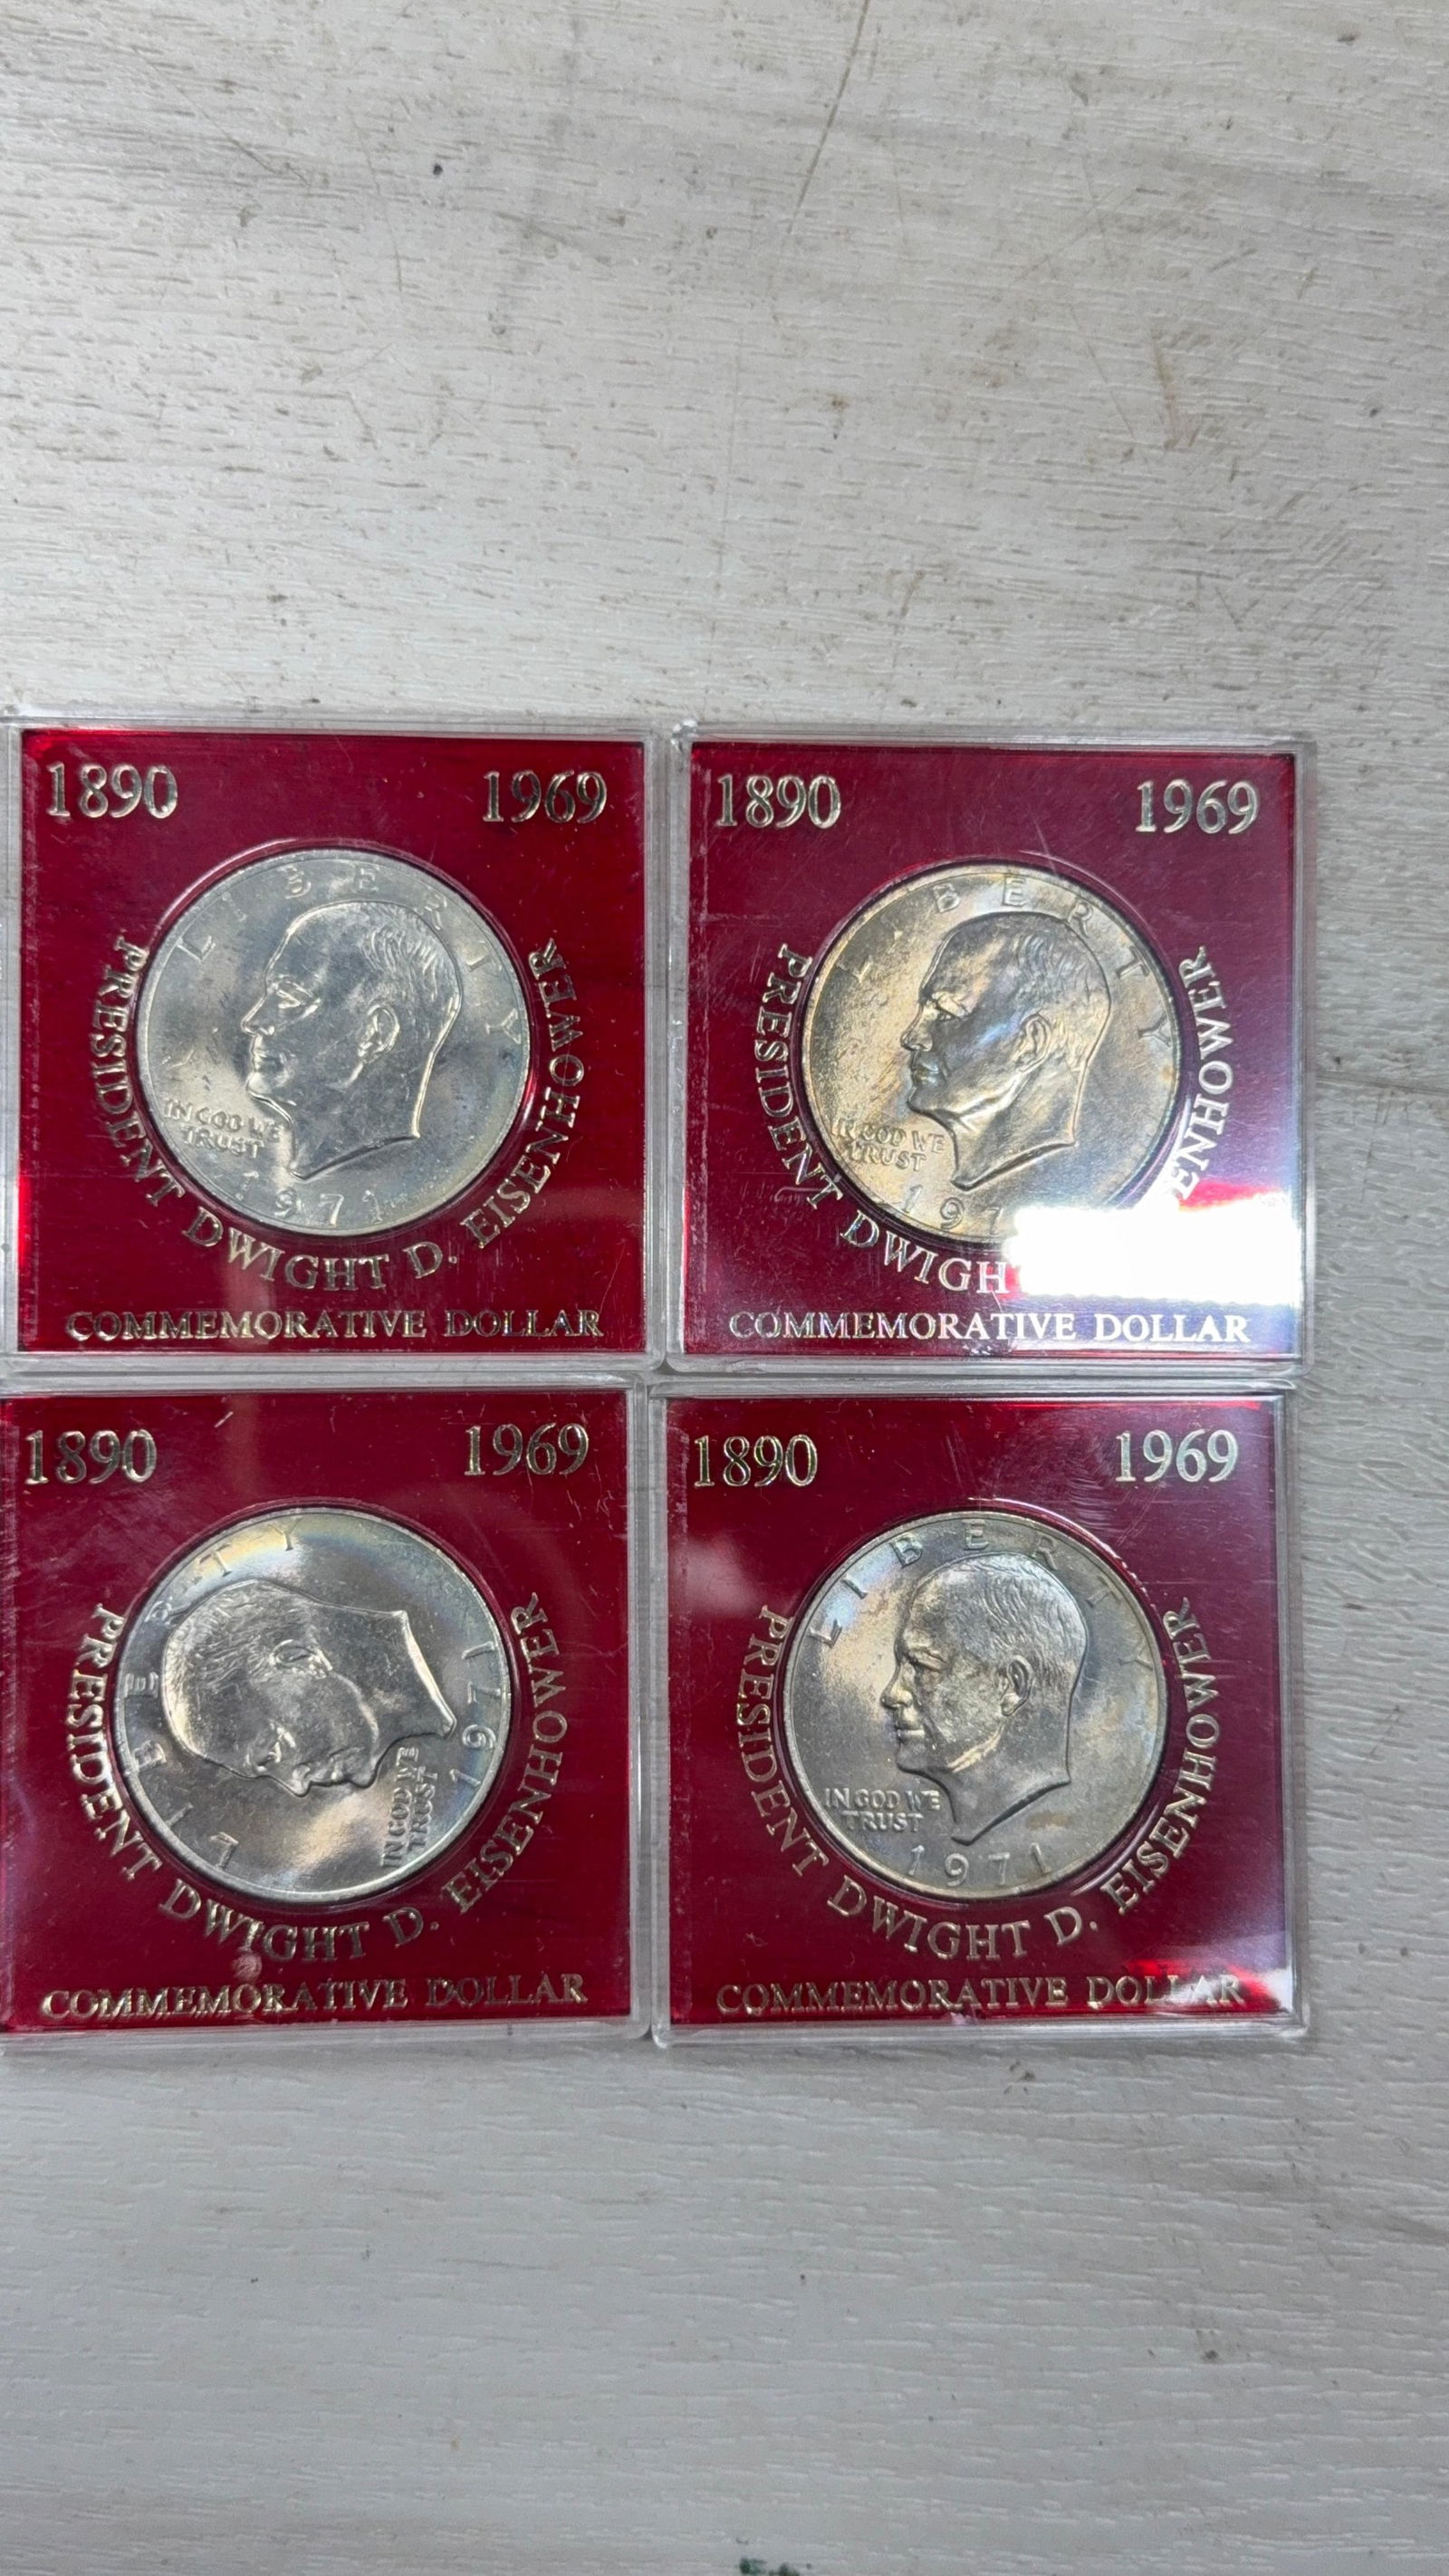 1890 1969
LIBERTY
IN GOD WE
TRUST
1971
PRESIDENT DWIGHT D. EISENHOWER
COMMEMORATIVE DOLLAR
1890 1969
LIBERTY
IN GOD WE
TRUST
PRESIDENT DWIGHT
COMMEMORATIVE DOLLAR
1890 1969
LIBERTY
IN GOD WE
TRUST
1971
PRESIDENT DWIGHT D. EISENHOWER
COMMEMORATIVE DOLLAR
1890 1969
LIBERTY
IN GOD WE
TRUST
1971
PRESIDENT DWIGHT D. EISENHOWER
COMMEMORATIVE DOLLAR